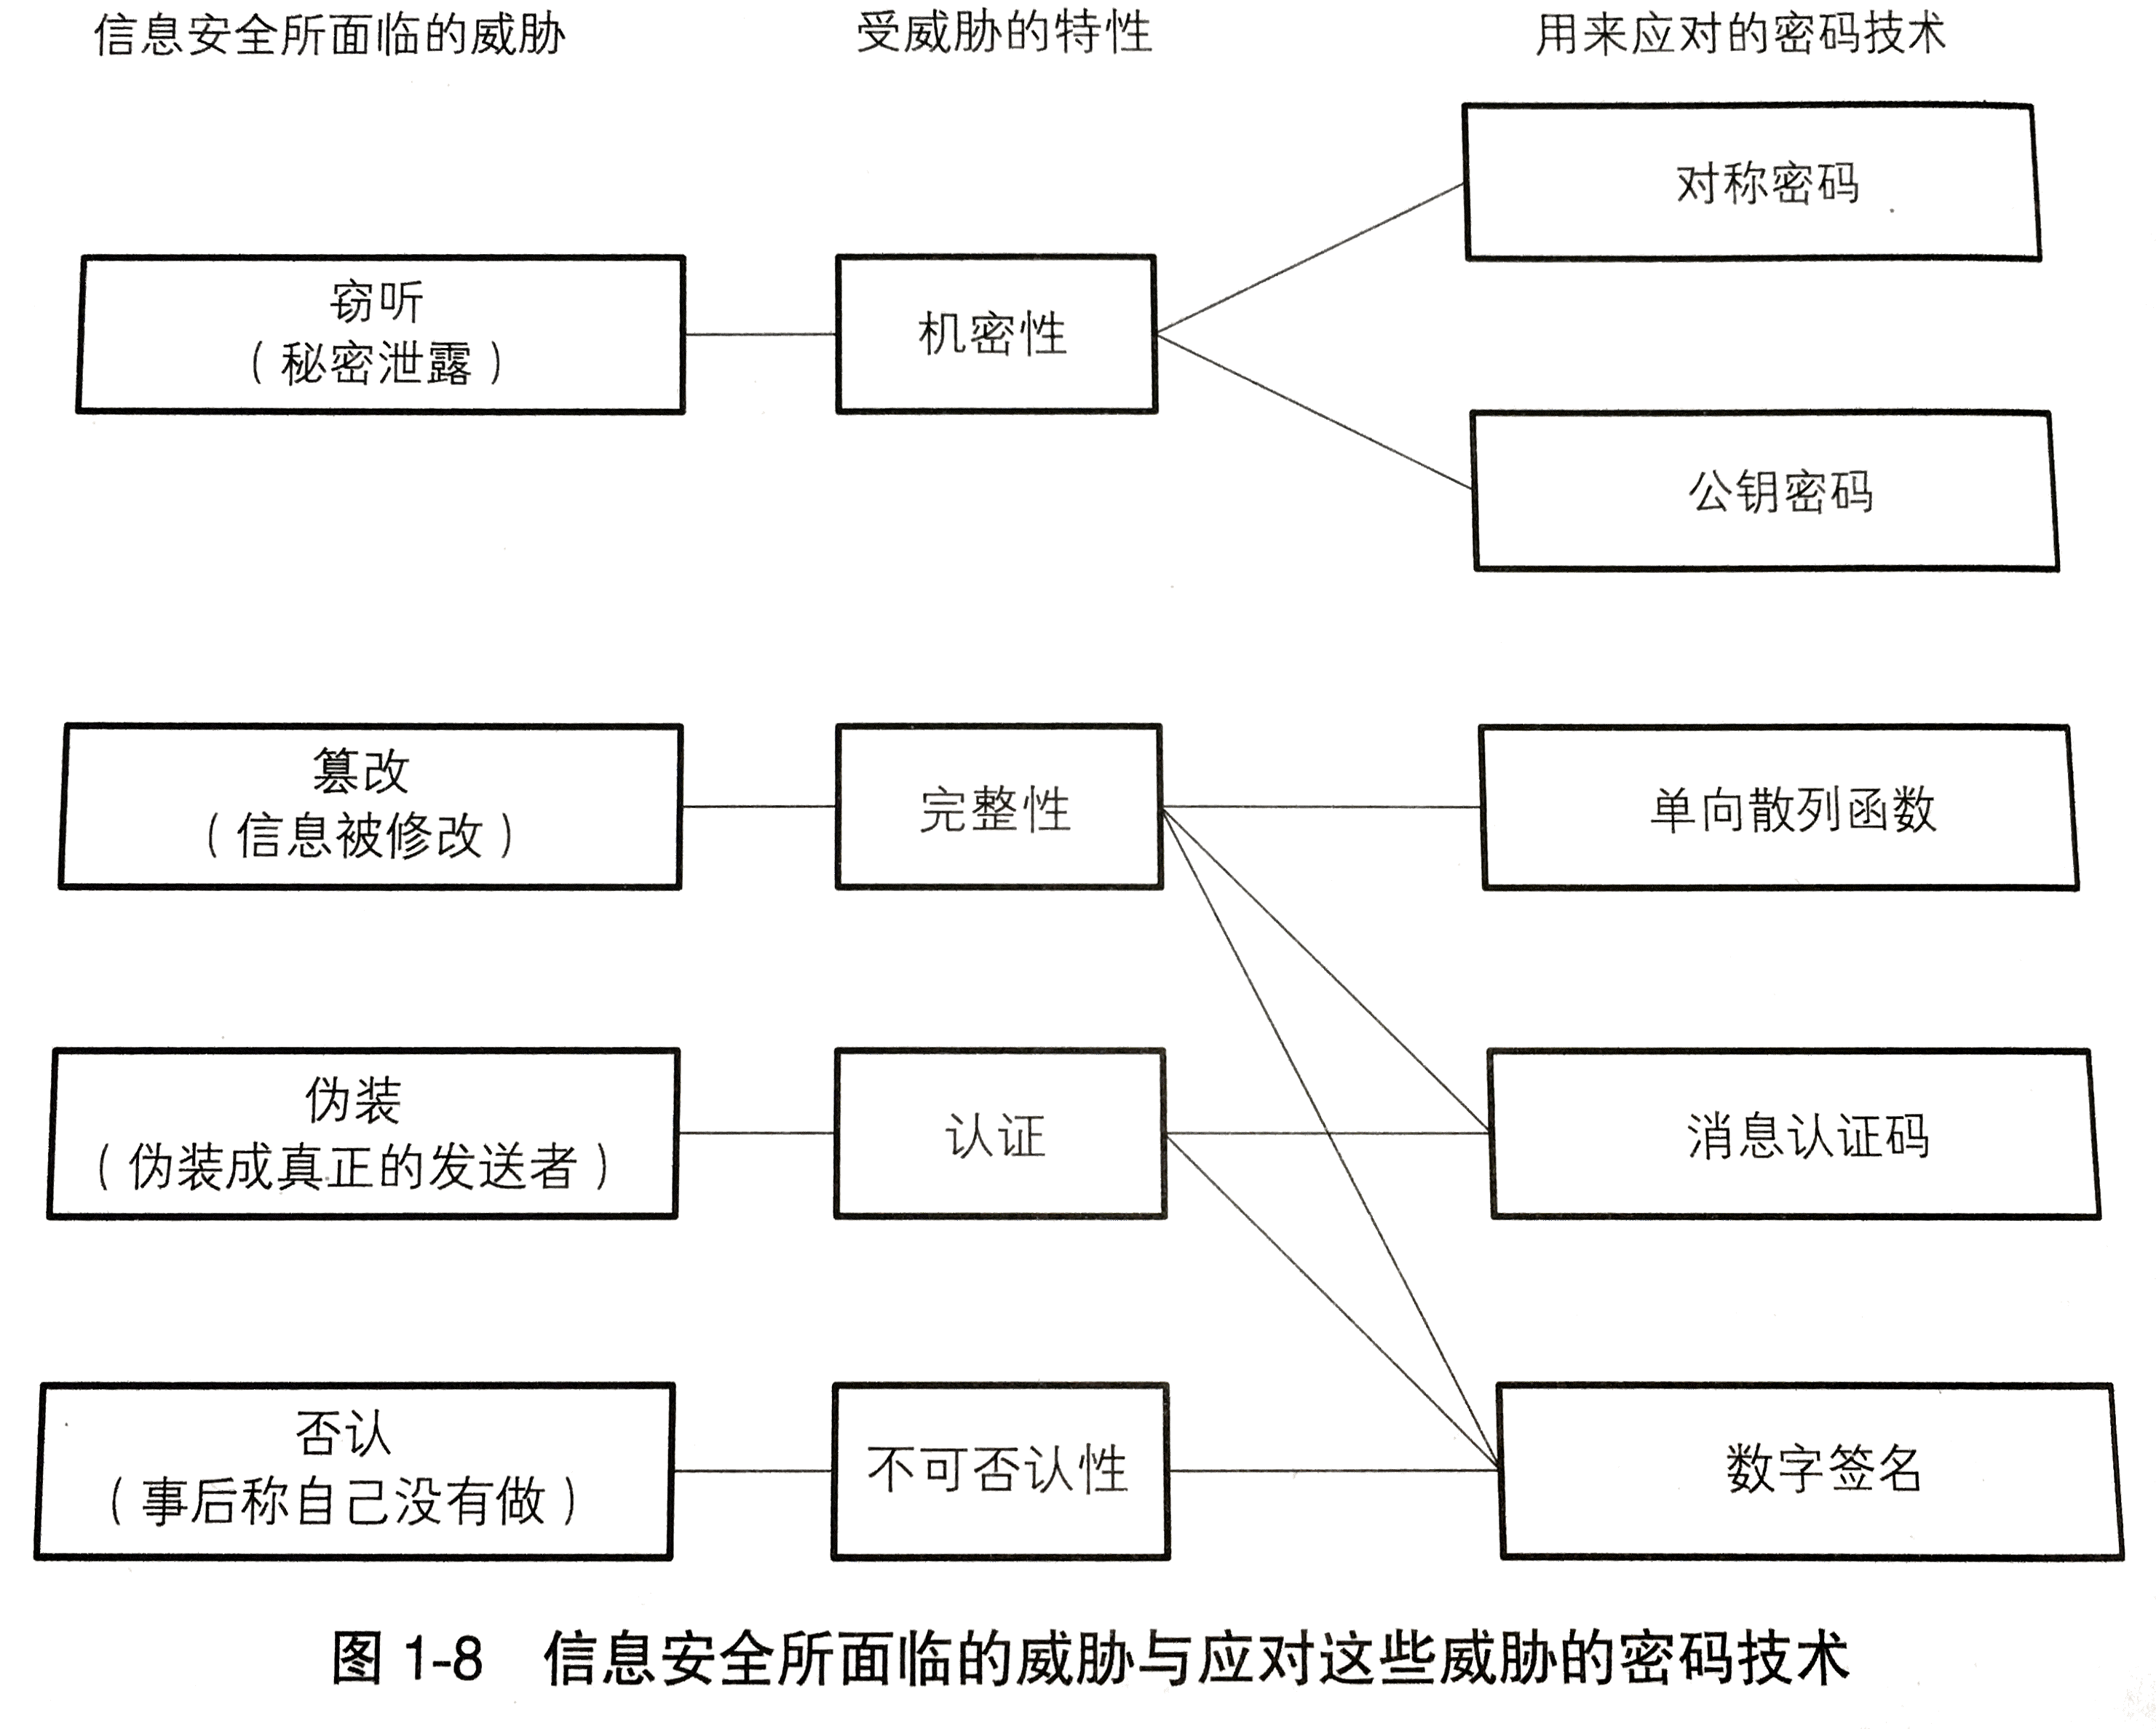 信息安全所面临的威胁
受威胁的特性
用来应对的密码技术
对称密码
窃听
（秘密泄露）
机密性
公钥密码
篡改
（信息被修改）
完整性
单向散列函数
伪装
（伪装成真正的发送者）
认证
消息认证码
否认
（事后称自己没有做）
不可否认性
数字签名
图 1-8 信息安全所面临的威胁与应对这些威胁的密码技术